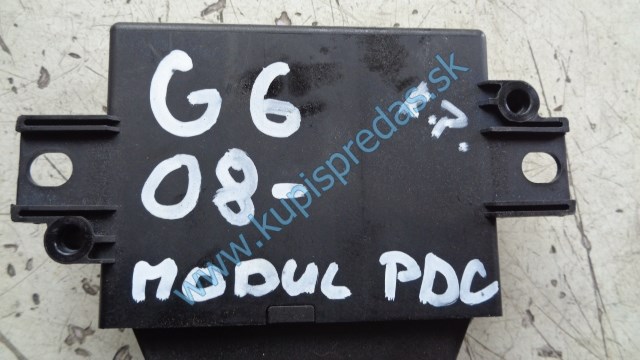 G6
08-
MODUL PDC
www.kupispredas.sk